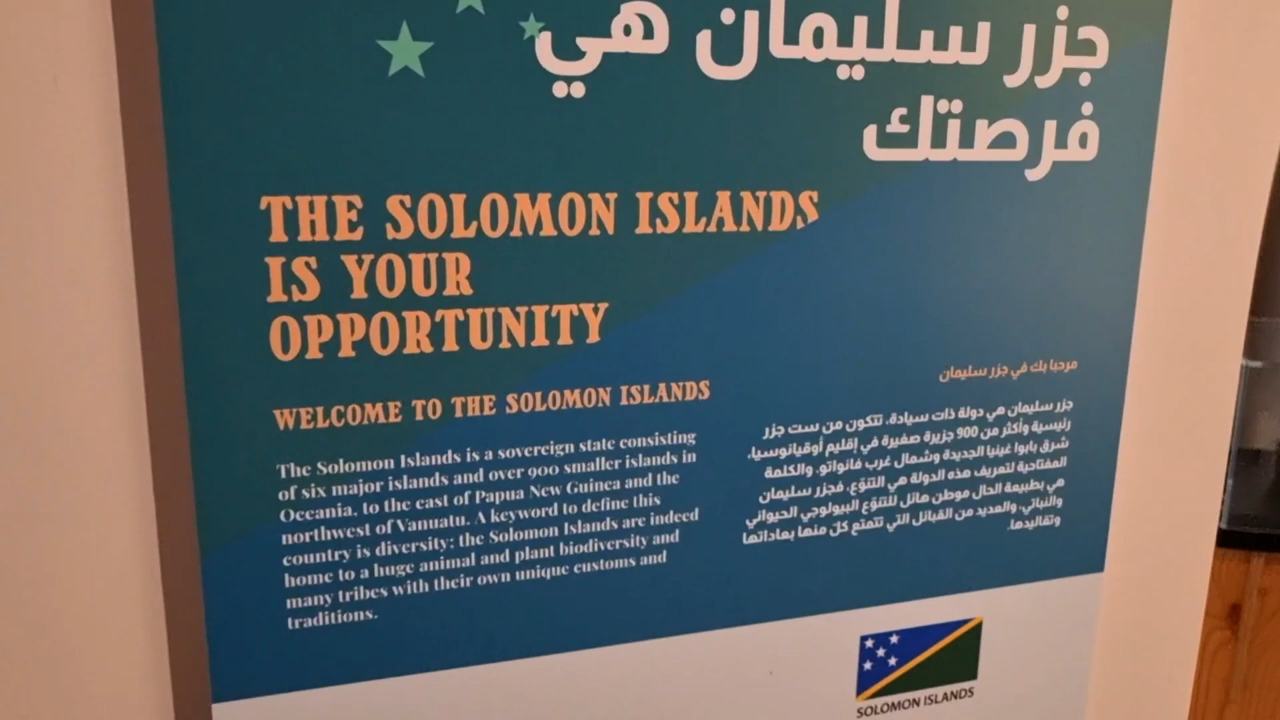 جزر سليمان هي
فرصتك
THE SOLOMON ISLANDS
IS YOUR
OPPORTUNITY
WELCOME TO THE SOLOMON ISLANDS
The Solomon Islands is a sovereign state consisting
of six major islands and over 900 smaller islands in
Oceania, to the east of Papua New Guinea and the
northwest of Vanuatu. A keyword to define this
country is diversity; the Solomon Islands are indeed
home to a huge animal and plant biodiversity and
many tribes with their own unique customs and
traditions.
مرحبا بك في جزر سليمان
جزر سليمان هي دولة ذات سيادة، تتكون من ست جزر
رئيسية وأكثر من 900 جزيرة صغيرة في إقليم أوقيانوسيا،
شرق بابوا غينيا الجديدة وشمال غرب فانواتو. والكلمة
المفتاحية لتعريف هذه الدولة هي التنوّع، فجزر سليمان
هي بطبيعة الحال موطن هائل للتنوّع البيولوجي الحيواني
والنباتي، والعديد من القبائل التي تتمتع كلّ منها بعاداتها
وتقاليدها.
SOLOMON ISLANDS